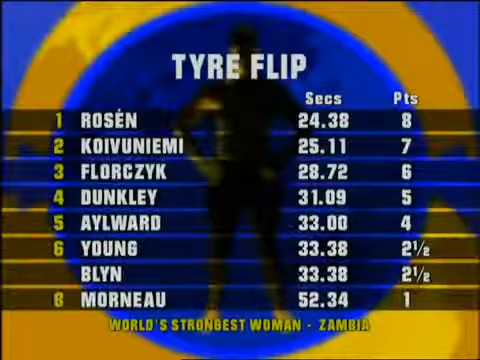 TYRE FLIP
Secs Pts
1 ROSÉN 24.38 8
2 KOIVUNIEMI 25.11 7
3 FLORCZYK 28.72 6
4 DUNKLEY 31.09 5
5 AYLWARD 33.00 4
6 YOUNG 33.38 2½
BLYN 33.38 2½
8 MORNEAU 52.34 1
WORLD'S STRONGEST WOMAN - ZAMBIA